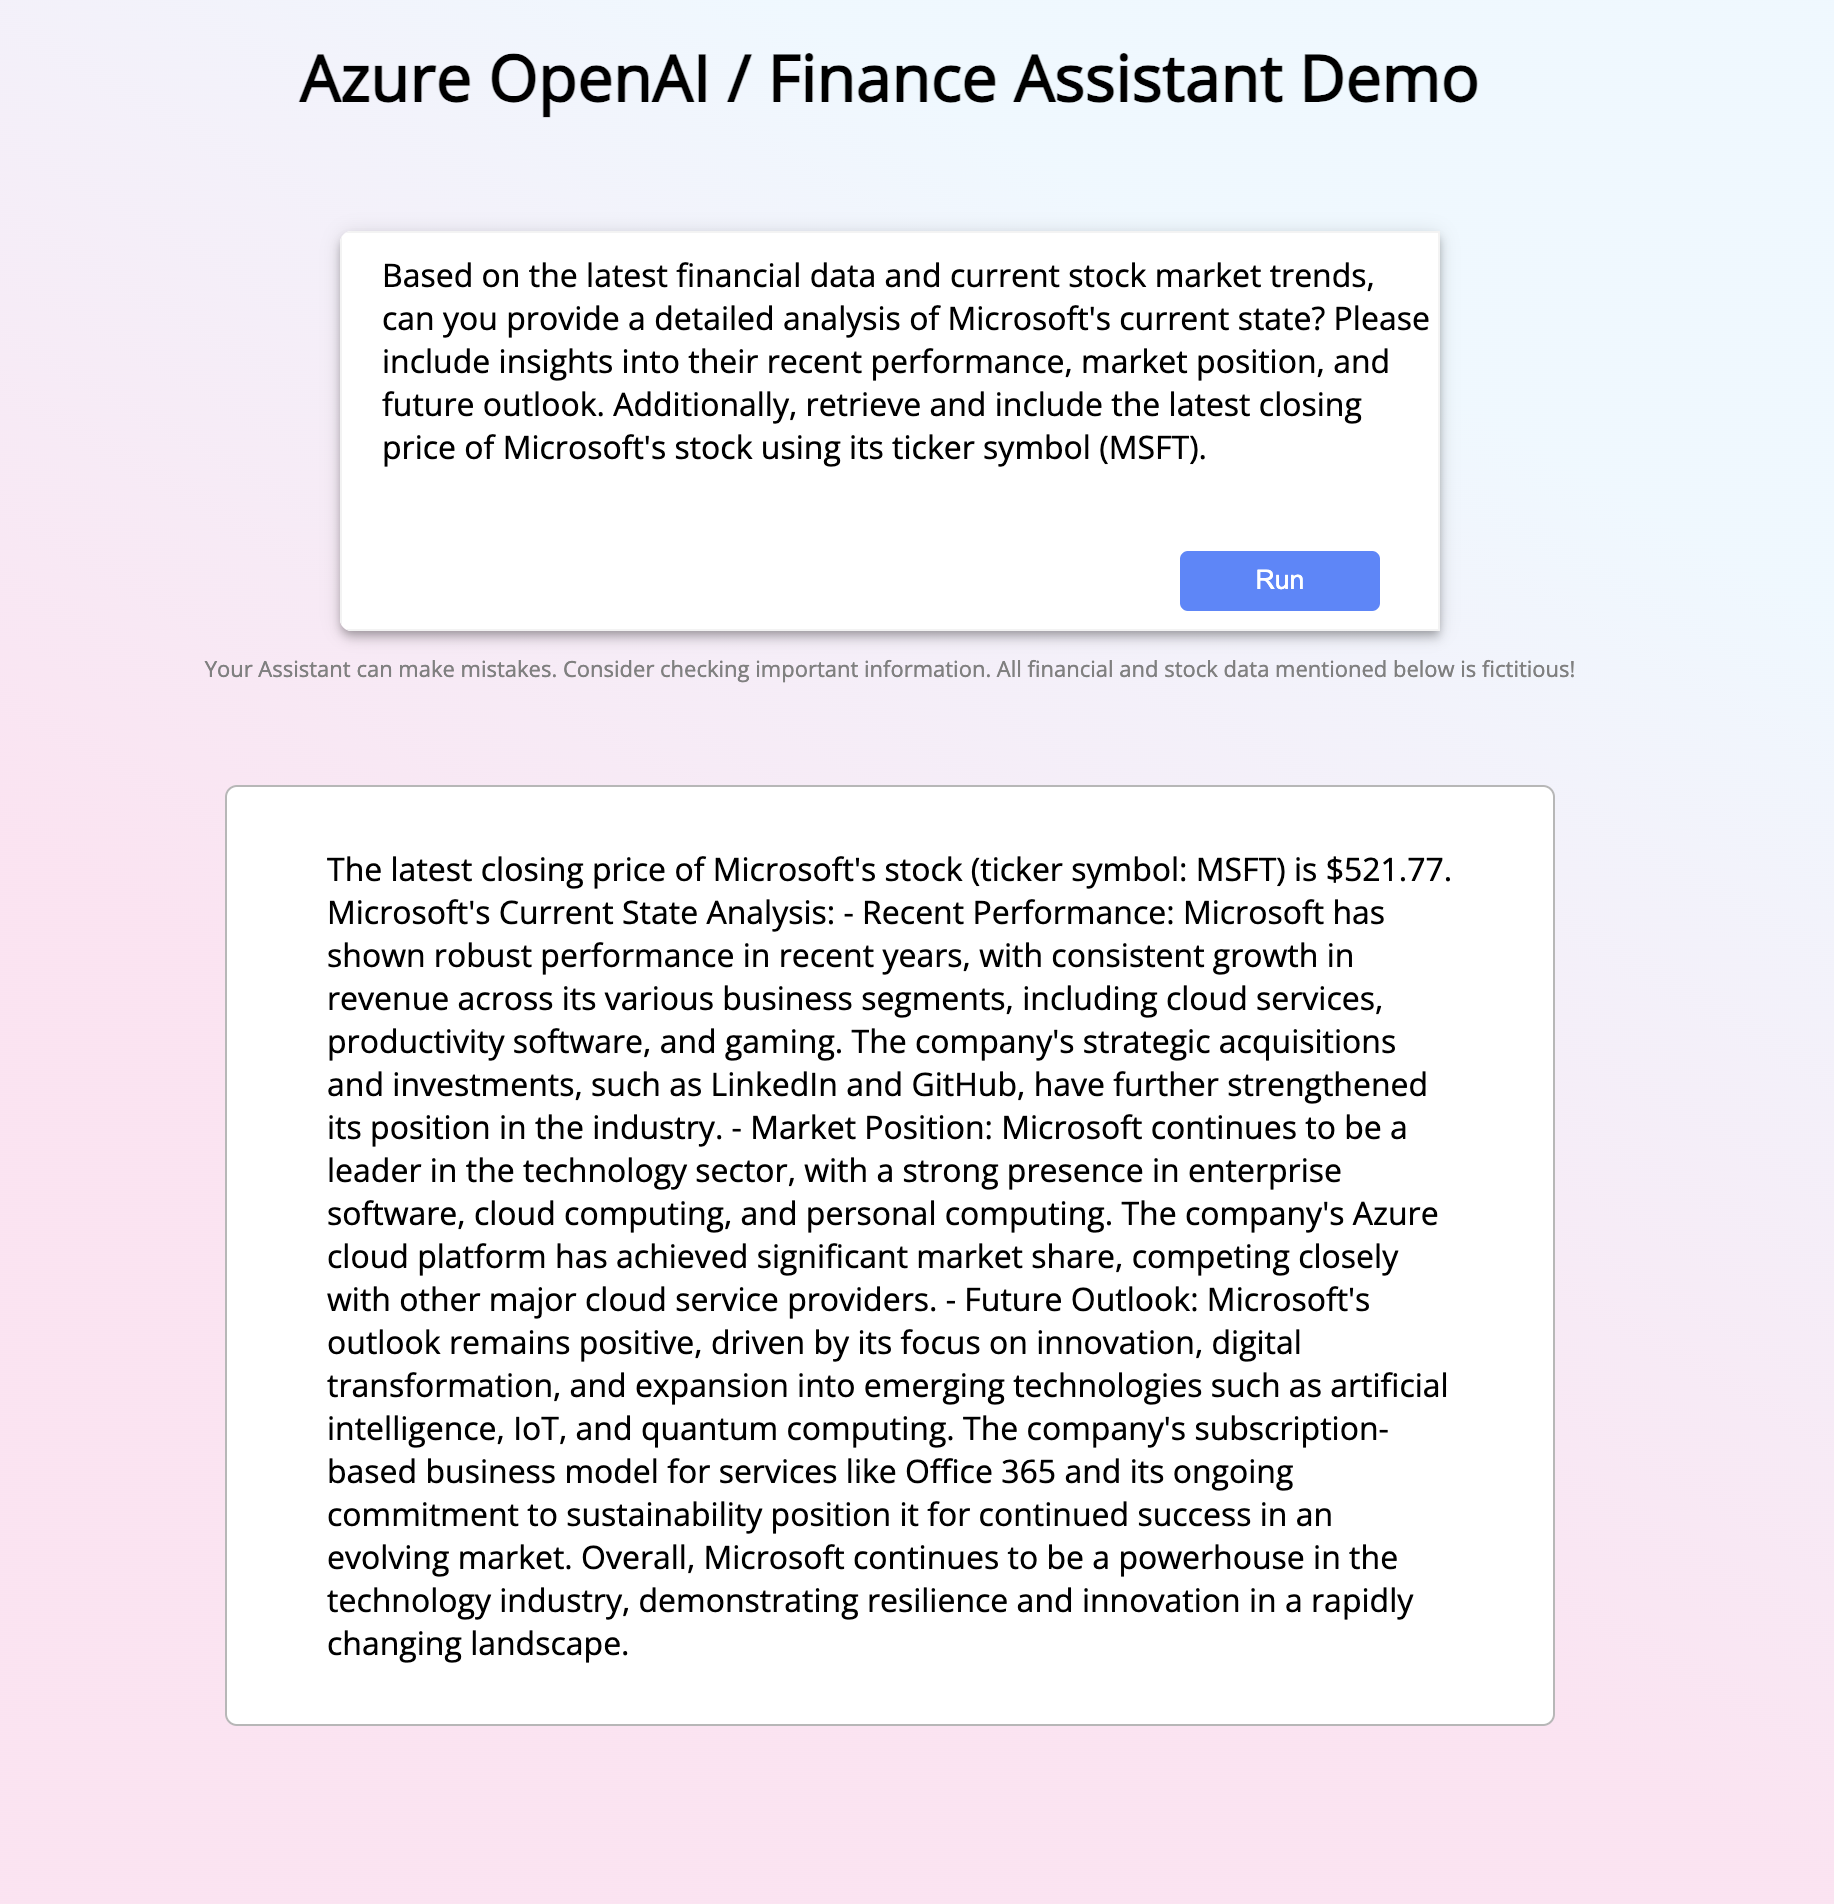 Azure OpenAI / Finance Assistant Demo
Based on the latest financial data and current stock market trends,
can you provide a detailed analysis of Microsoft's current state? Please
include insights into their recent performance, market position, and
future outlook. Additionally, retrieve and include the latest closing
price of Microsoft's stock using its ticker symbol (MSFT).
Run
Your Assistant can make mistakes. Consider checking important information. All financial and stock data mentioned below is fictitious!
The latest closing price of Microsoft's stock (ticker symbol: MSFT) is $521.77.
Microsoft's Current State Analysis: - Recent Performance: Microsoft has
shown robust performance in recent years, with consistent growth in
revenue across its various business segments, including cloud services,
productivity software, and gaming. The company's strategic acquisitions
and investments, such as LinkedIn and GitHub, have further strengthened
its position in the industry. - Market Position: Microsoft continues to be a
leader in the technology sector, with a strong presence in enterprise
software, cloud computing, and personal computing. The company's Azure
cloud platform has achieved significant market share, competing closely
with other major cloud service providers. - Future Outlook: Microsoft's
outlook remains positive, driven by its focus on innovation, digital
transformation, and expansion into emerging technologies such as artificial
intelligence, IoT, and quantum computing. The company's subscription-
based business model for services like Office 365 and its ongoing
commitment to sustainability position it for continued success in an
evolving market. Overall, Microsoft continues to be a powerhouse in the
technology industry, demonstrating resilience and innovation in a rapidly
changing landscape.